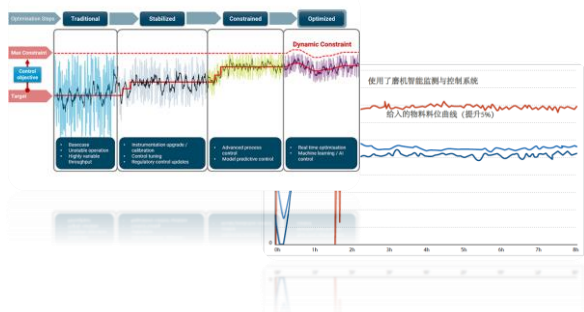 Optimisation Steps
Traditional
Stabilized
Constrained
Optimized
Max Constraint
Control objective
Target
Dynamic Constraint
• Basecase
• Unstable operation
• Highly variable throughput
• Instrumentation upgrade / calibration
• Control tuning
• Regulatory control updates
• Advanced process control
• Model predictive control
• Real time optimisation
• Machine learning / AI control
使用了磨机智能监测与控制系统
给入的物料料位曲线（提升5%）
0
0h
1h
2h
3h
4h
5h
6h
7h
8h